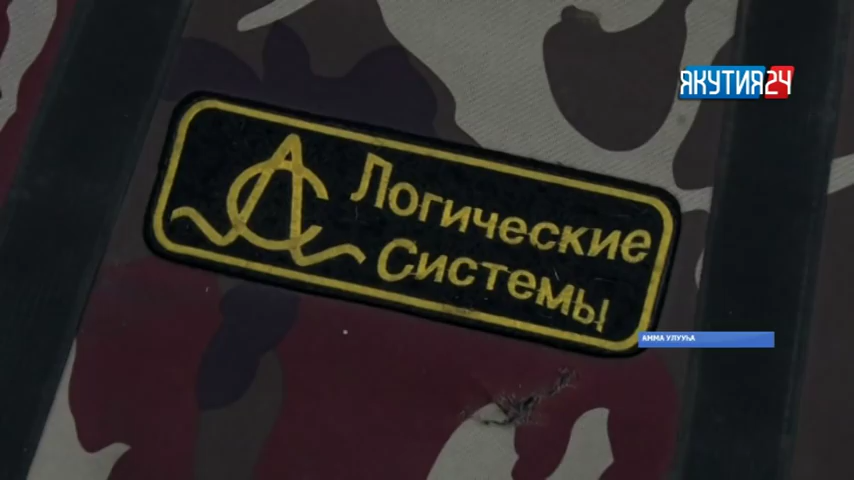 ЯКУТИЯ24
Логические
Системы
АММА УЛУУҺА